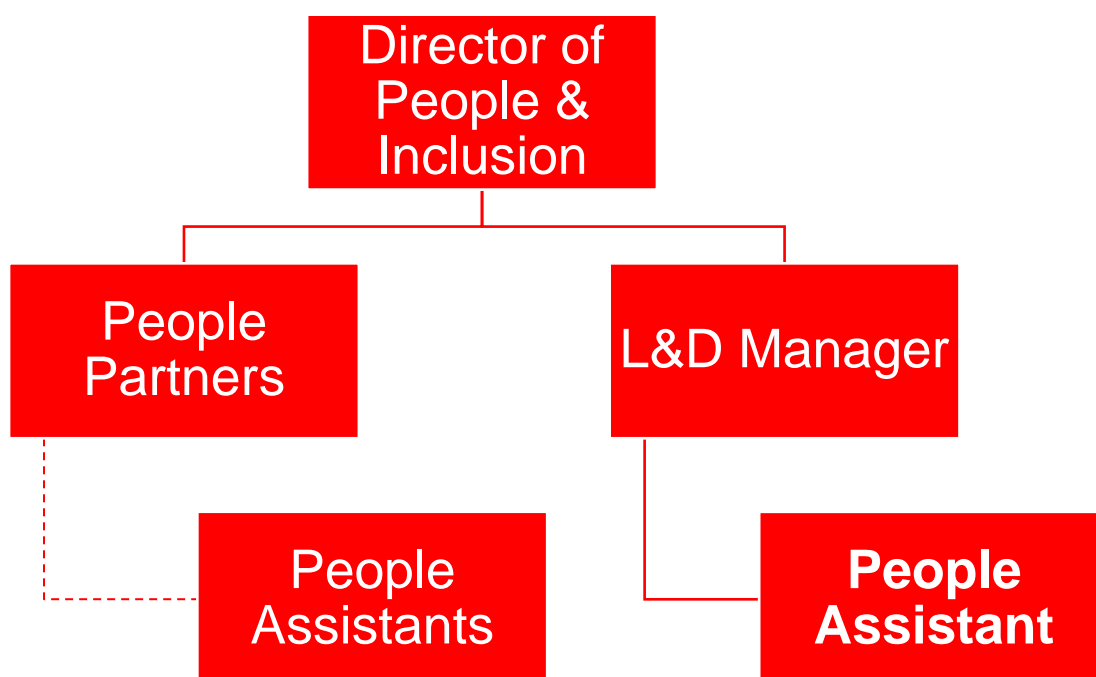 Director of
People &
Inclusion
People
Partners
L&D Manager
People
Assistants
People
Assistant